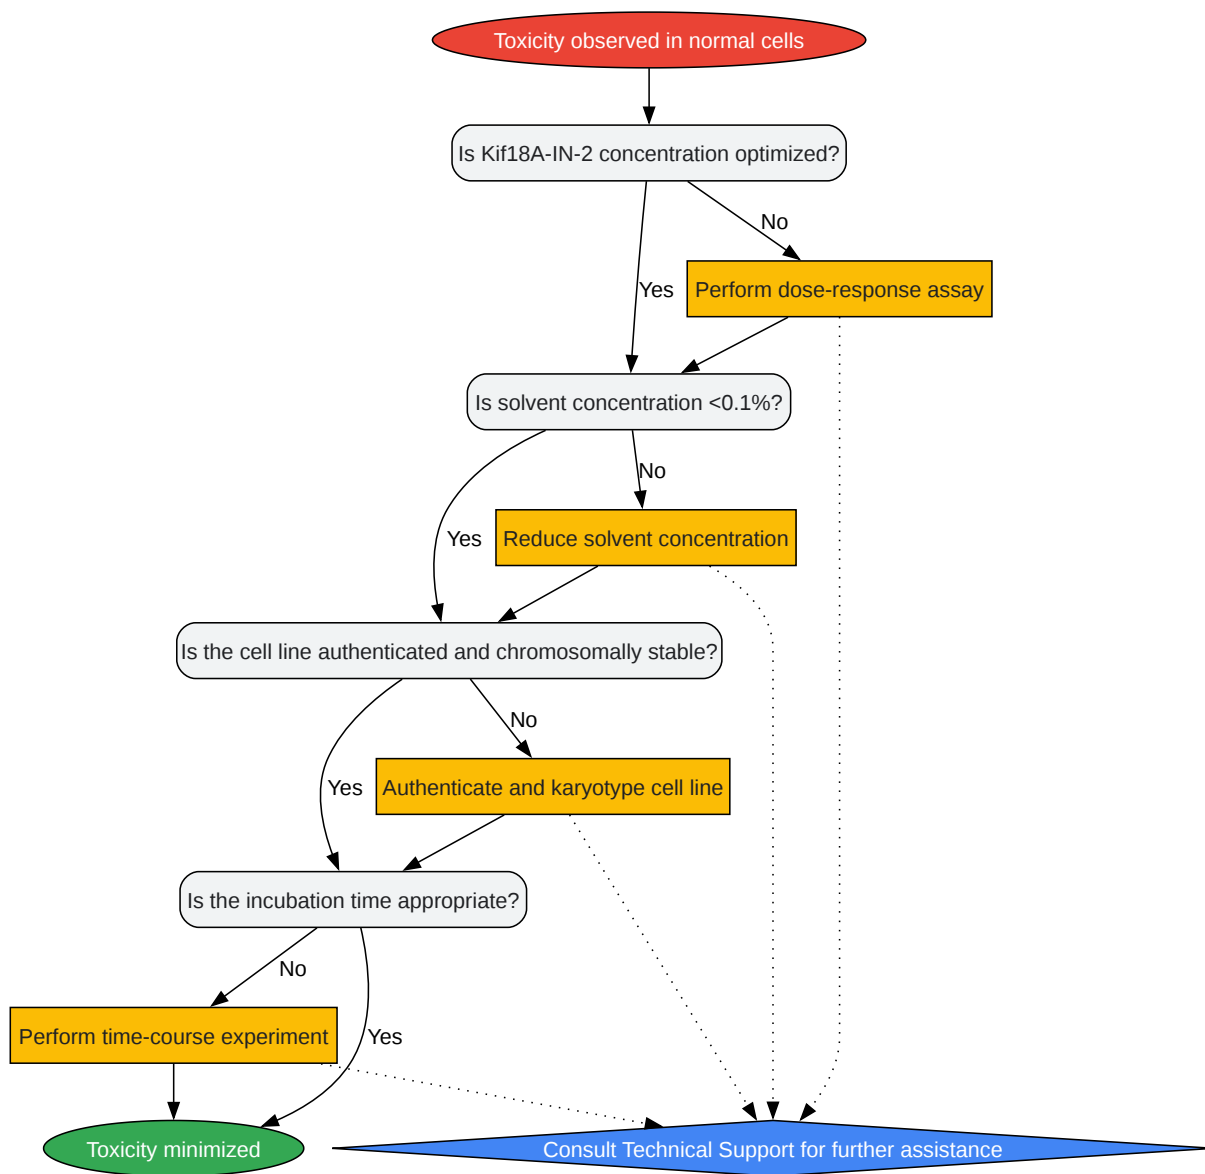 Toxicity observed in normal cells
Is Kif18A-IN-2 concentration optimized?
No
Yes
Perform dose-response assay
Is solvent concentration <0.1%?
No
Yes
Reduce solvent concentration
Is the cell line authenticated and chromosomally stable?
No
Yes
Authenticate and karyotype cell line
Is the incubation time appropriate?
No
Perform time-course experiment
Yes
Toxicity minimized
Consult Technical Support for further assistance